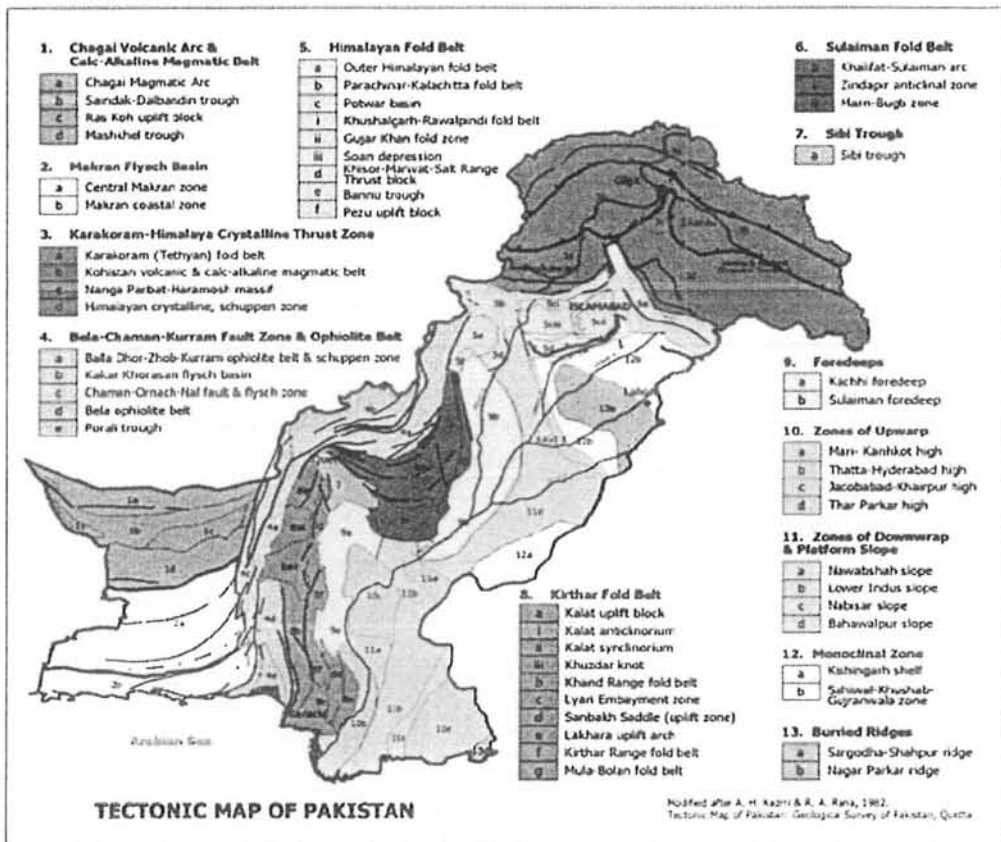 1. Chagai Volcanic Arc &
Calc-Alkaline Magmatic Belt
a Chagai Magmatic Arc
b Saindak-Dalbandin trough
c Ras Koh uplift block
d Mashkhel trough
2. Makran Flysch Basin
a Central Makran zone
b Makran coastal zone
3. Karakoram-Himalaya Crystalline Thrust Zone
a Karakoram (Tethyan) fold belt
b Kohistan volcanic & calc-alkaline magmatic belt
c Nanga Parbat-Haramosh massif
d Himalayan crystalline, schuppen zone
4. Bela-Chaman-Kurram Fault Zone & Ophiolite Belt
a Dhor-Zhob-Kurram ophiolite belt & schuppen zone
b Kakar Khorasan flysch basin
c Chaman-Ornach-Nal fault & flysch zone
d Bela ophiolite belt
e Porali trough
5. Himalayan Fold Belt
a Outer Himalayan fold belt
b Parachinar-Kalachitta fold belt
c Potwar basin
i Khushalgarh-Rawalpindi fold belt
ii Gujar Khan fold zone
iii Soan depression
d Khisor-Marwat-Salt Range
Thrust block
e Bannu trough
f Pezu uplift block
6. Sulaiman Fold Belt
Khalifat-Sulaiman arc
Zindapir anticlinal zone
Marri-Bugti zone
7. Sibi Trough
a Sibi trough
ISLAMABAD
Lahore
Karachi
Arabian Sea
8. Kirthar Fold Belt
a Kalat uplift block
i Kalat anticlinorium
ii Kalat synclinorium
iii Khuzdar knot
b Khand Range fold belt
c Lyari Embayment zone
d Sanbakh Saddle (uplift zone)
e Lakhara uplift arch
f Kirthar Range fold belt
g Mula-Bolan fold belt
9. Foredeeps
a Kachhi foredeep
b Sulaiman foredeep
10. Zones of Upwarp
a Mari- Kanhkot high
b Thatta-Hyderabad high
c Jacobabad-Khairpur high
d Thar Parkar high
11. Zones of Downwrap
& Platform Slope
a Nawabshah slope
b Lower Indus slope
c Nabisar slope
d Bahawalpur slope
12. Monoclinal Zone
a Kishingarh shelf
b Sahiwal-Khushab-
Gujranwala zone
13. Burried Ridges
a Sargodha-Shahpur ridge
b Nagar Parkar ridge
TECTONIC MAP OF PAKISTAN
Modified after A. H. Kazmi & R. A. Rana, 1982.
Tectonic Map of Pakistan: Geological Survey of Pakistan, Quetta